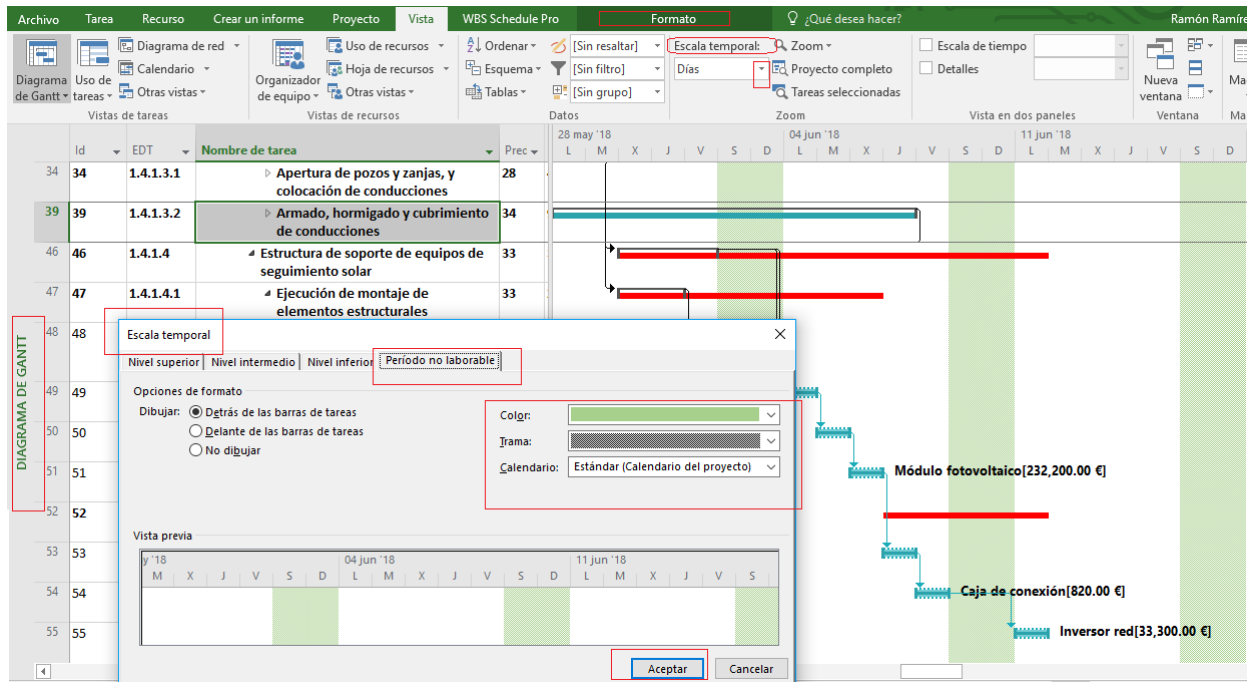 Archivo Tarea Recurso Crear un informe Proyecto Vista WBS Schedule Pro Formato ¿Qué desea hacer? Ramón Ramíre
Diagrama de Gantt
Uso de tareas
Diagrama de red
Calendario
Otras vistas
Vistas de tareas
Organizador de equipo
Uso de recursos
Hoja de recursos
Otras vistas
Vistas de recursos
Ordenar
Esquema
Tablas
[Sin resaltar]
[Sin filtro]
[Sin grupo]
Datos
Escala temporal:
Días
Zoom
Proyecto completo
Tareas seleccionadas
Zoom
Escala de tiempo
Detalles
Vista en dos paneles
Nueva ventana
Ventana
Ma
Ma
Id EDT Nombre de tarea Prec
28 may '18 04 jun '18 11 jun '18
L M X J V S D L M X J V S D L M X J V S D
34 34 1.4.1.3.1 Apertura de pozos y zanjas, y 28
colocación de conducciones
39 39 1.4.1.3.2 Armado, hormigado y cubrimiento 34
de conducciones
46 46 1.4.1.4 Estructura de soporte de equipos de 33
seguimiento solar
47 47 1.4.1.4.1 Ejecución de montaje de 33
elementos estructurales
48 48
49 49
50 50
51 51
52 52
53 53
54 54
55 55
DIAGRAMA DE GANTT
Escala temporal
Nivel superior Nivel intermedio Nivel inferior Período no laborable
Opciones de formato
Dibujar: Detrás de las barras de tareas
Delante de las barras de tareas
No dibujar
Color:
Trama:
Calendario: Estándar (Calendario del proyecto)
Vista previa
y '18 04 jun '18 11 jun '18
M X J V S D L M X J V S D L M X J V S
Aceptar Cancelar
Módulo fotovoltaico[232,200.00 €]
Caja de conexión[820.00 €]
Inversor red[33,300.00 €]